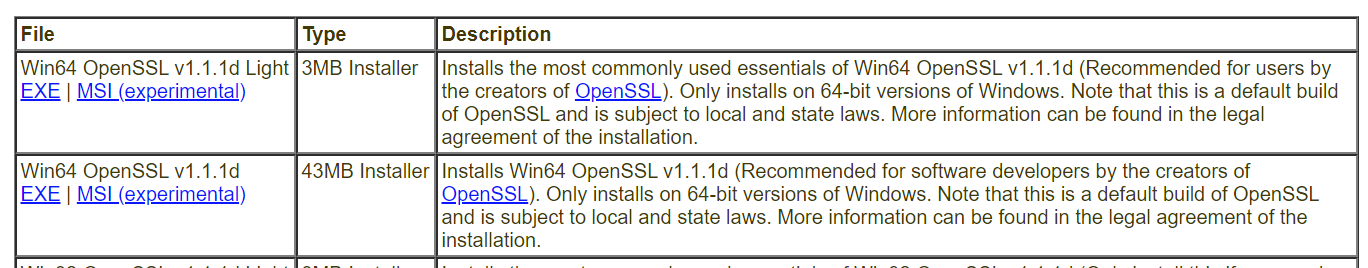 File Type Description
Win64 OpenSSL v1.1.1d Light
EXE | MSI (experimental)
3MB Installer
Installs the most commonly used essentials of Win64 OpenSSL v1.1.1d (Recommended for users by
the creators of OpenSSL). Only installs on 64-bit versions of Windows. Note that this is a default build
of OpenSSL and is subject to local and state laws. More information can be found in the legal
agreement of the installation.
Win64 OpenSSL v1.1.1d
EXE | MSI (experimental)
43MB Installer
Installs Win64 OpenSSL v1.1.1d (Recommended for software developers by the creators of
OpenSSL). Only installs on 64-bit versions of Windows. Note that this is a default build of OpenSSL
and is subject to local and state laws. More information can be found in the legal agreement of the
installation.